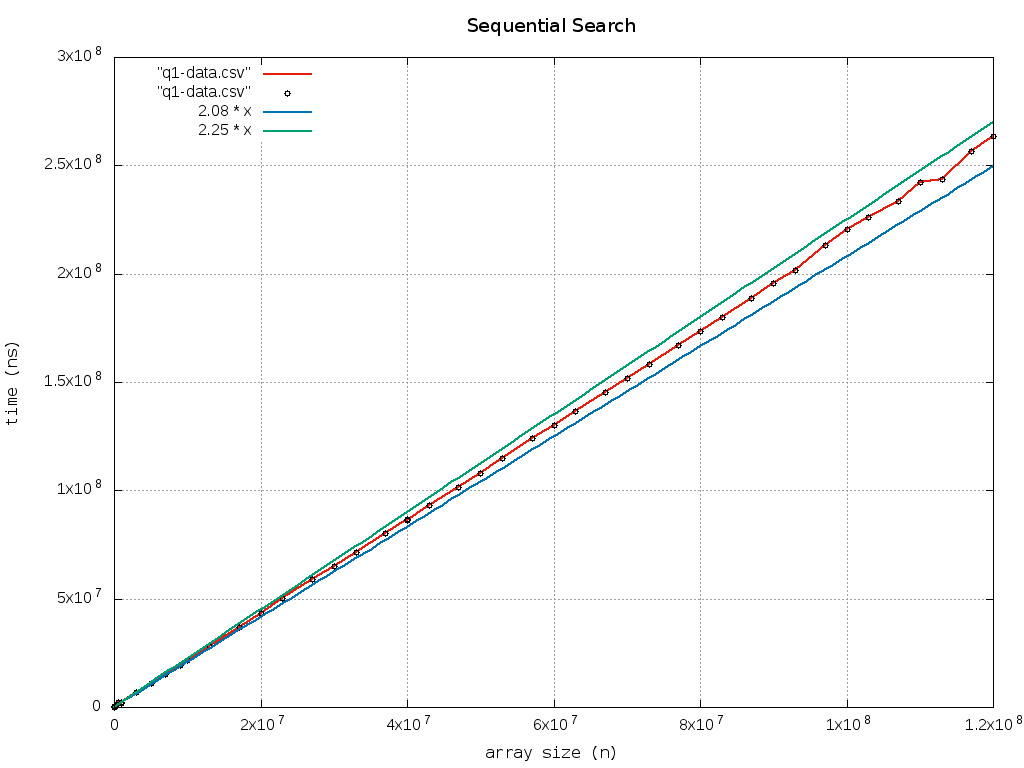 Sequential Search
"q1-data.csv"
"q1-data.csv"
2.08 * x
2.25 * x
3x10^8
2.5x10^8
2x10^8
1.5x10^8
1x10^8
5x10^7
0
time (ns)
0 2x10^7 4x10^7 6x10^7 8x10^7 1x10^8 1.2x10^8
array size (n)